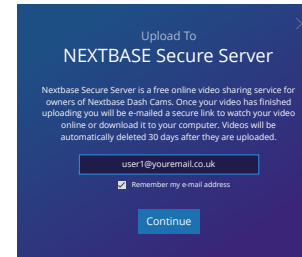 Upload To
NEXTBASE Secure Server
Nextbase Secure Server is a free online video sharing service for
owners of Nextbase Dash Cams. Once your video has finished
uploading you will be e-mailed a secure link to watch your video
online or download it to your computer. Videos will be
automatically deleted 30 days after they are uploaded.
user1@youremail.co.uk
Remember my e-mail address
Continue